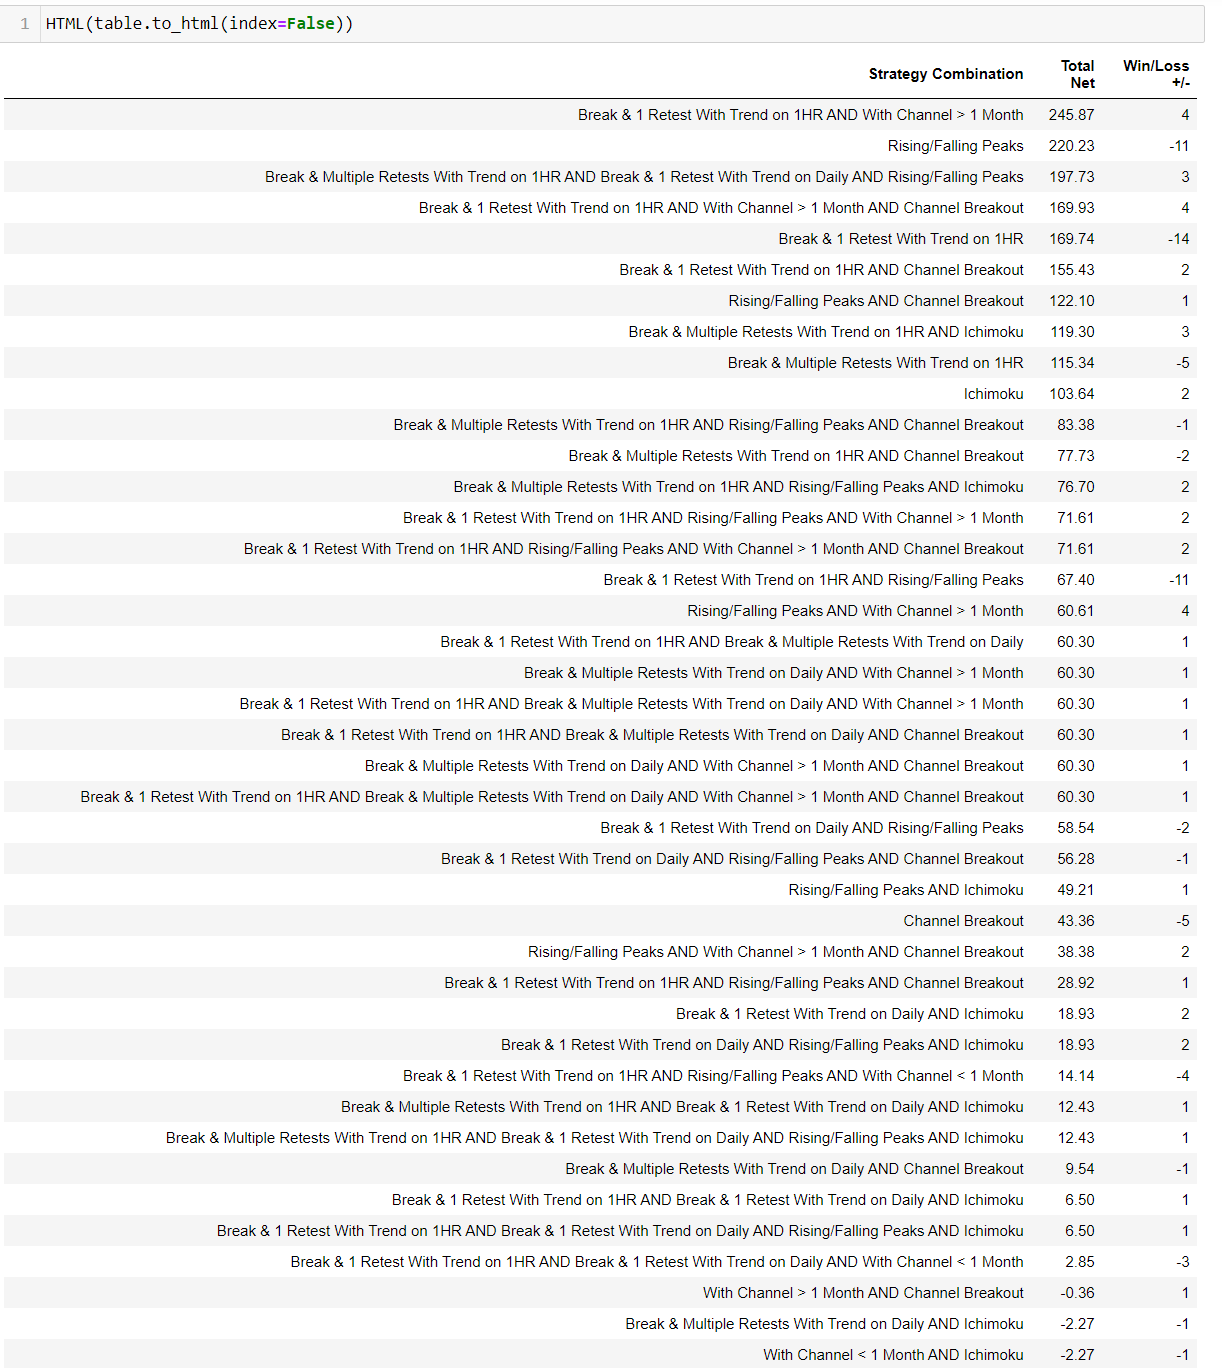 1 HTML(table.to_html(index=False))
Strategy Combination Total Net Win/Loss +/-
Break & 1 Retest With Trend on 1HR AND With Channel > 1 Month 245.87 4
Rising/Falling Peaks 220.23 -11
Break & Multiple Retests With Trend on 1HR AND Break & 1 Retest With Trend on Daily AND Rising/Falling Peaks 197.73 3
Break & 1 Retest With Trend on 1HR AND With Channel > 1 Month AND Channel Breakout 169.93 4
Break & 1 Retest With Trend on 1HR 169.74 -14
Break & 1 Retest With Trend on 1HR AND Channel Breakout 155.43 2
Rising/Falling Peaks AND Channel Breakout 122.10 1
Break & Multiple Retests With Trend on 1HR AND Ichimoku 119.30 3
Break & Multiple Retests With Trend on 1HR 115.34 -5
Ichimoku 103.64 2
Break & Multiple Retests With Trend on 1HR AND Rising/Falling Peaks AND Channel Breakout 83.38 -1
Break & Multiple Retests With Trend on 1HR AND Channel Breakout 77.73 -2
Break & Multiple Retests With Trend on 1HR AND Rising/Falling Peaks AND Ichimoku 76.70 2
Break & 1 Retest With Trend on 1HR AND Rising/Falling Peaks AND With Channel > 1 Month 71.61 2
Break & 1 Retest With Trend on 1HR AND Rising/Falling Peaks AND With Channel > 1 Month AND Channel Breakout 71.61 2
Break & 1 Retest With Trend on 1HR AND Rising/Falling Peaks 67.40 -11
Rising/Falling Peaks AND With Channel > 1 Month 60.61 4
Break & 1 Retest With Trend on 1HR AND Break & Multiple Retests With Trend on Daily 60.30 1
Break & Multiple Retests With Trend on Daily AND With Channel > 1 Month 60.30 1
Break & 1 Retest With Trend on 1HR AND Break & Multiple Retests With Trend on Daily AND With Channel > 1 Month 60.30 1
Break & 1 Retest With Trend on 1HR AND Break & Multiple Retests With Trend on Daily AND Channel Breakout 60.30 1
Break & Multiple Retests With Trend on Daily AND With Channel > 1 Month AND Channel Breakout 60.30 1
Break & 1 Retest With Trend on 1HR AND Break & Multiple Retests With Trend on Daily AND With Channel > 1 Month AND Channel Breakout 60.30 1
Break & 1 Retest With Trend on Daily AND Rising/Falling Peaks 58.54 -2
Break & 1 Retest With Trend on Daily AND Rising/Falling Peaks AND Channel Breakout 56.28 -1
Rising/Falling Peaks AND Ichimoku 49.21 1
Channel Breakout 43.36 -5
Rising/Falling Peaks AND With Channel > 1 Month AND Channel Breakout 38.38 2
Break & 1 Retest With Trend on 1HR AND Rising/Falling Peaks AND Channel Breakout 28.92 1
Break & 1 Retest With Trend on Daily AND Ichimoku 18.93 2
Break & 1 Retest With Trend on Daily AND Rising/Falling Peaks AND Ichimoku 18.93 2
Break & 1 Retest With Trend on 1HR AND Rising/Falling Peaks AND With Channel < 1 Month 14.14 -4
Break & Multiple Retests With Trend on 1HR AND Break & 1 Retest With Trend on Daily AND Ichimoku 12.43 1
Break & Multiple Retests With Trend on 1HR AND Break & 1 Retest With Trend on Daily AND Rising/Falling Peaks AND Ichimoku 12.43 1
Break & Multiple Retests With Trend on Daily AND Channel Breakout 9.54 -1
Break & 1 Retest With Trend on 1HR AND Break & 1 Retest With Trend on Daily AND Ichimoku 6.50 1
Break & 1 Retest With Trend on 1HR AND Break & 1 Retest With Trend on Daily AND Rising/Falling Peaks AND Ichimoku 6.50 1
Break & 1 Retest With Trend on 1HR AND Break & 1 Retest With Trend on Daily AND With Channel < 1 Month 2.85 -3
With Channel > 1 Month AND Channel Breakout -0.36 1
Break & Multiple Retests With Trend on Daily AND Ichimoku -2.27 -1
With Channel < 1 Month AND Ichimoku -2.27 -1